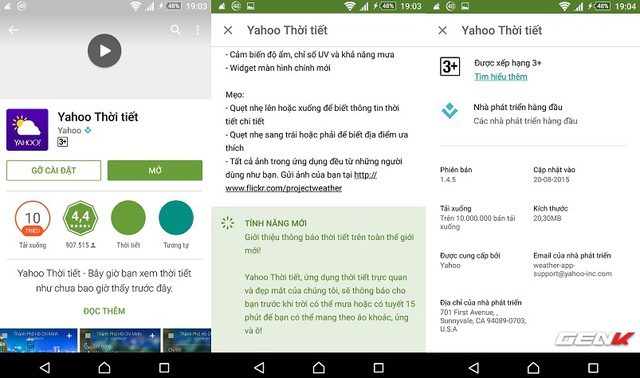 48%
19:03
Yahoo Thời tiết
Yahoo
3+
YAHOO!
GỠ CÀI ĐẶT
MỞ
10
TRIỆU
4,4
Tải xuống
907.515
Thời tiết
Tương tự
Yahoo Thời tiết - Bây giờ bạn xem thời tiết
như chưa bao giờ thấy trước đây.
ĐỌC THÊM
Thành Phố Hồ Chí Minh
Thành Phố Hồ Chí Minh
48%
19:03
Yahoo Thời tiết
- Cảm biến độ ẩm, chỉ số UV và khả năng mưa
- Widget màn hình chính mới
Mẹo:
- Quẹt nhẹ lên hoặc xuống để biết thông tin thời
tiết chi tiết
- Quẹt nhẹ sang trái hoặc phải để biết địa điểm ưa
thích
- Tất cả ảnh trong ứng dụng đều từ những người
dùng như bạn. Gửi ảnh của bạn tại http://
www.flickr.com/projectweather
TÍNH NĂNG MỚI
Giới thiệu thông báo thời tiết trên toàn thế giới
mới!
Yahoo Thời tiết, ứng dụng thời tiết trực quan
và đẹp mắt của chúng tôi, sẽ thông báo cho
bạn trước khi trời có thể mưa hoặc có tuyết 15
phút để bạn có thể mang theo áo khoác, ủng
và ô!
48%
19:04
Yahoo Thời tiết
3+
Được xếp hạng 3+
Tìm hiểu thêm
Nhà phát triển hàng đầu
Các nhà phát triển hàng đầu
Phiên bản
1.4.5
Cập nhật vào
20-08-2015
Tải xuống
Trên 10.000.000 bản tải
xuống
Kích thước
20,30MB
Được cung cấp bởi
Yahoo
Email của nhà phát triển
weather-app-
support@yahoo-inc.com
Địa chỉ của nhà phát triển
701 First Avenue, ,
Sunnyvale, CA 94089-0703,
U.S.A
GENK